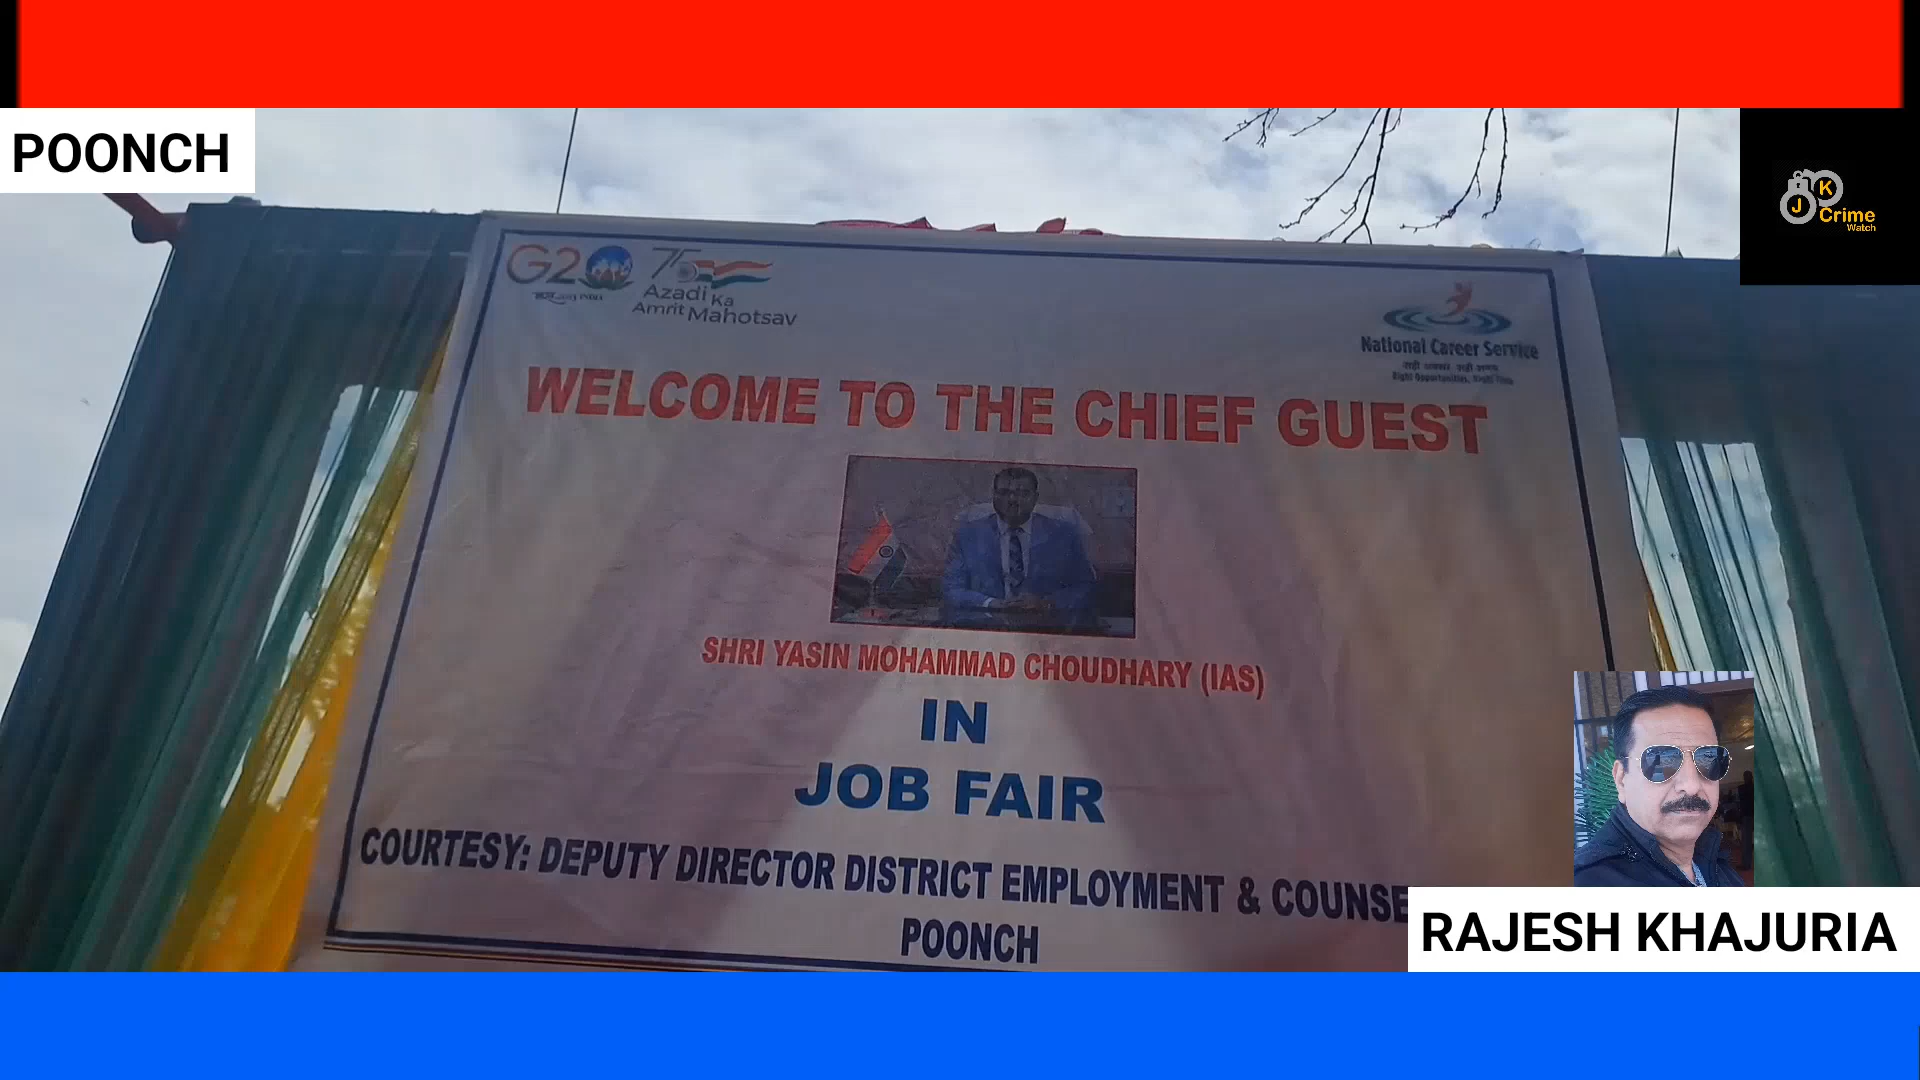 POONCH
J K
Crime
Watch
G20
75
Azadi Ka
Amrit Mahotsav
National Career Service
WELCOME TO THE CHIEF GUEST
SHRI YASIN MOHAMMAD CHOUDHARY (IAS)
IN
JOB FAIR
COURTESY: DEPUTY DIRECTOR DISTRICT EMPLOYMENT & COUNSE
POONCH
RAJESH KHAJURIA